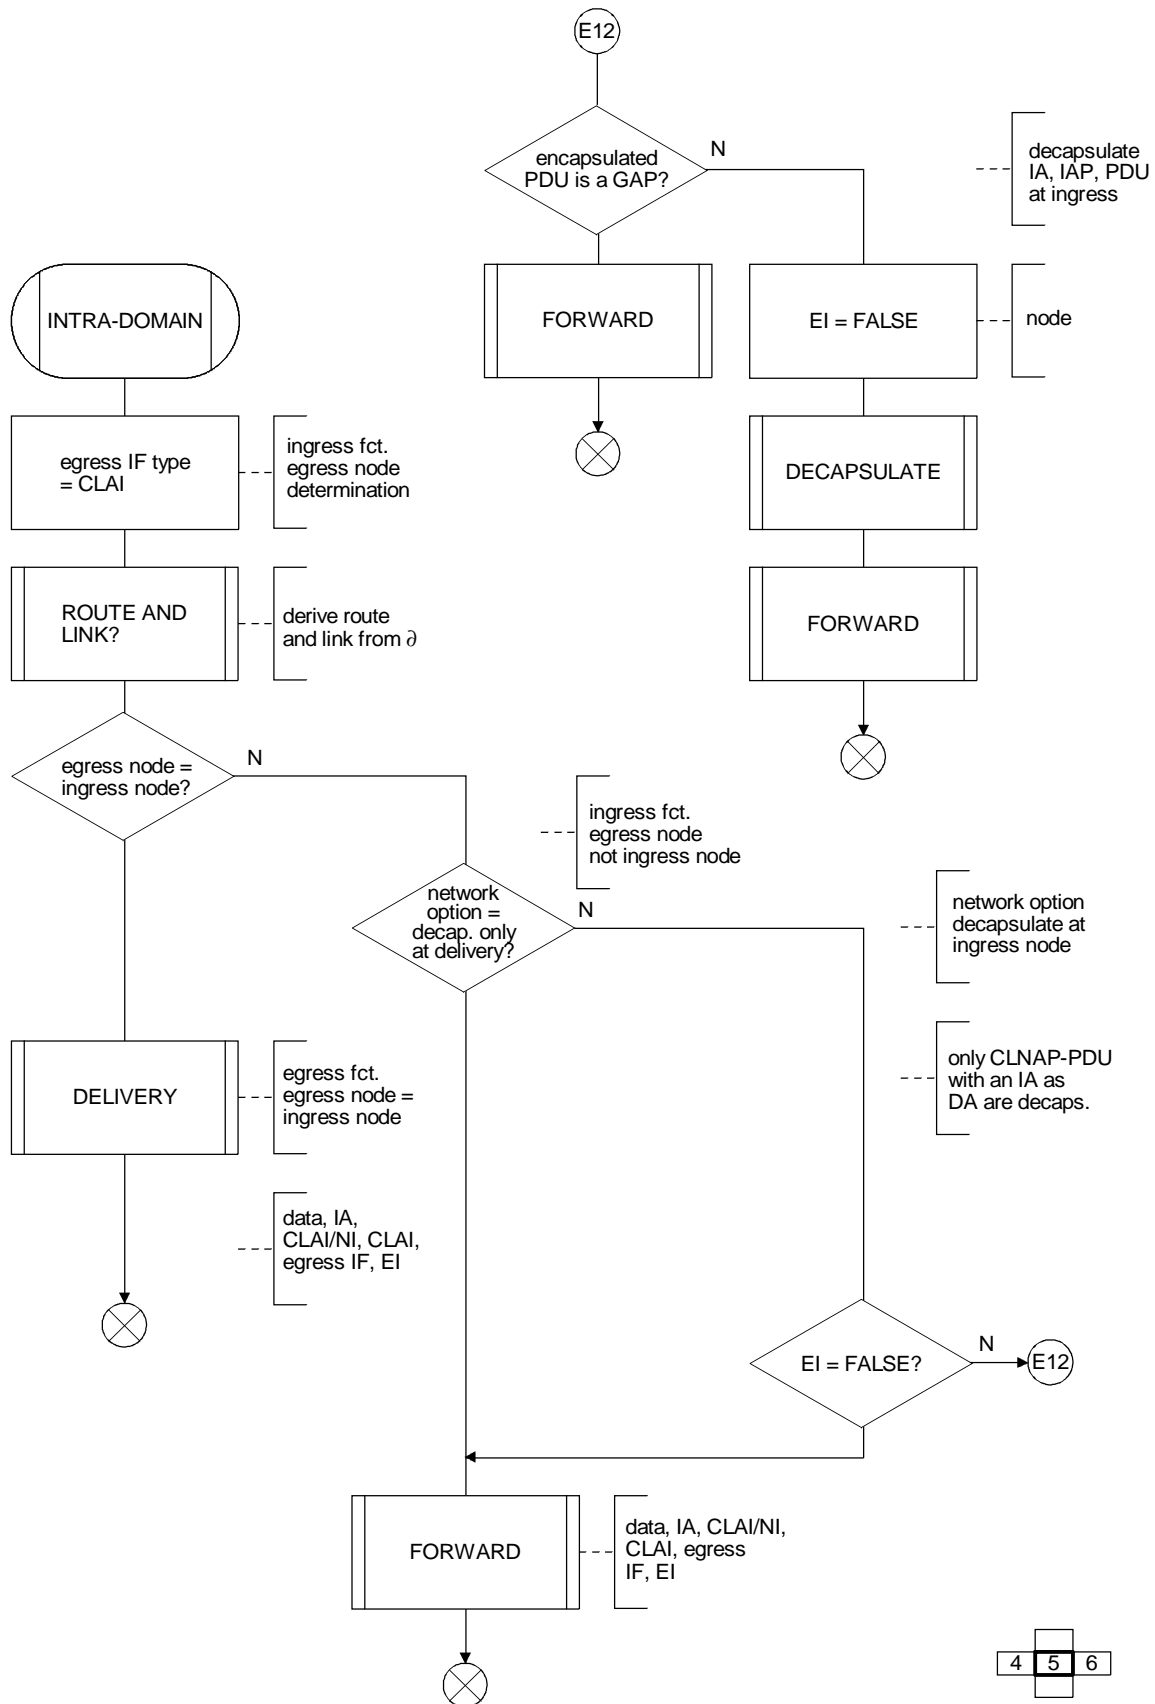 E12
encapsulated
PDU is a GAP?
N
decapsulate
IA, IAP, PDU
at ingress
FORWARD
EI = FALSE
node
DECAPSULATE
FORWARD
INTRA-DOMAIN
egress IF type
= CLAI
ingress fct.
egress node
determination
ROUTE AND
LINK?
derive route
and link from ∂
egress node =
ingress node?
N
ingress fct.
egress node
not ingress node
network
option =
decap. only
at delivery?
N
network option
decapsulate at
ingress node
only CLNAP-PDU
with an IA as
DA are decaps.
DELIVERY
egress fct.
egress node =
ingress node
data, IA,
CLAI/NI, CLAI,
egress IF, EI
EI = FALSE?
N
E12
FORWARD
data, IA, CLAI/NI,
CLAI, egress
IF, EI
4 5 6